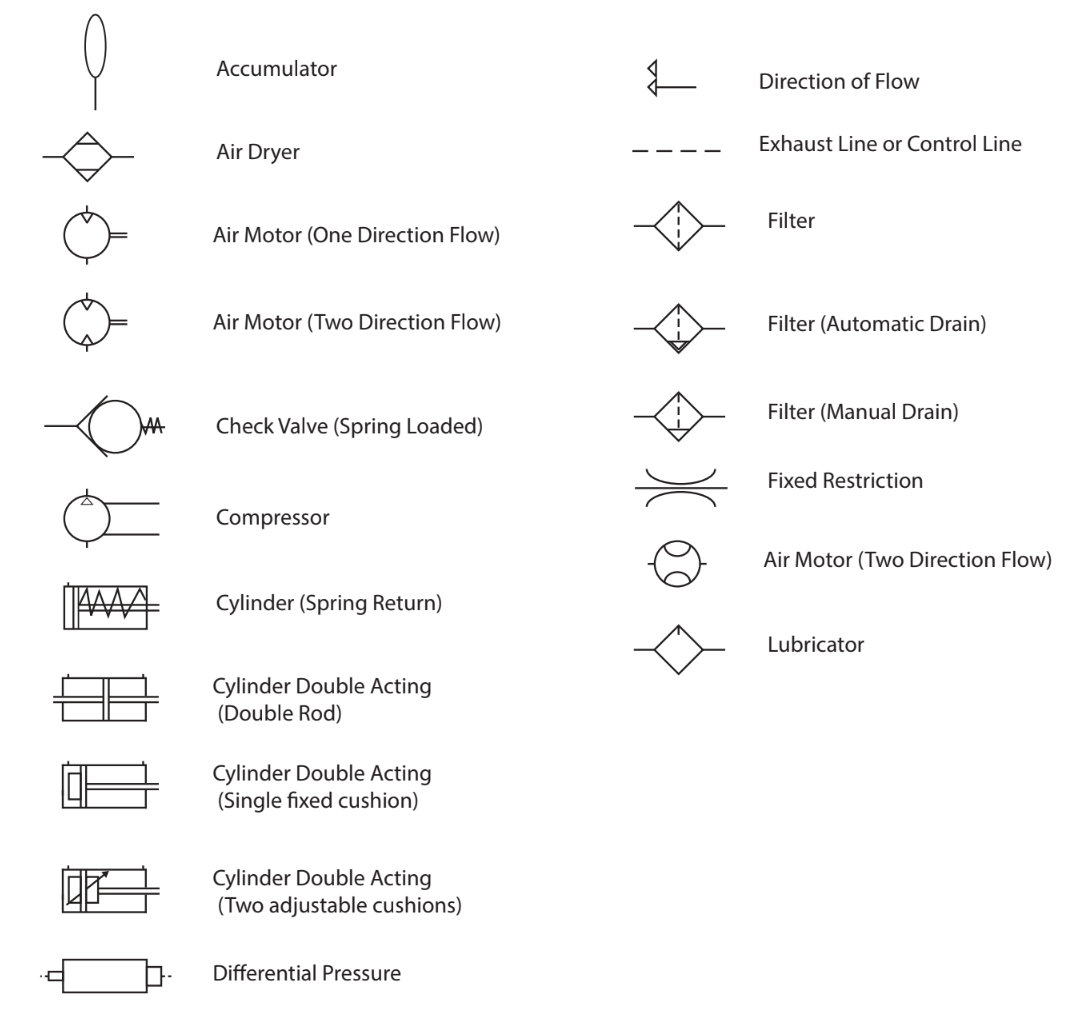 Accumulator
Air Dryer
Air Motor (One Direction Flow)
Air Motor (Two Direction Flow)
Check Valve (Spring Loaded)
Compressor
Cylinder (Spring Return)
Cylinder Double Acting
(Double Rod)
Cylinder Double Acting
(Single fixed cushion)
Cylinder Double Acting
(Two adjustable cushions)
Differential Pressure
Direction of Flow
Exhaust Line or Control Line
Filter
Filter (Automatic Drain)
Filter (Manual Drain)
Fixed Restriction
Air Motor (Two Direction Flow)
Lubricator